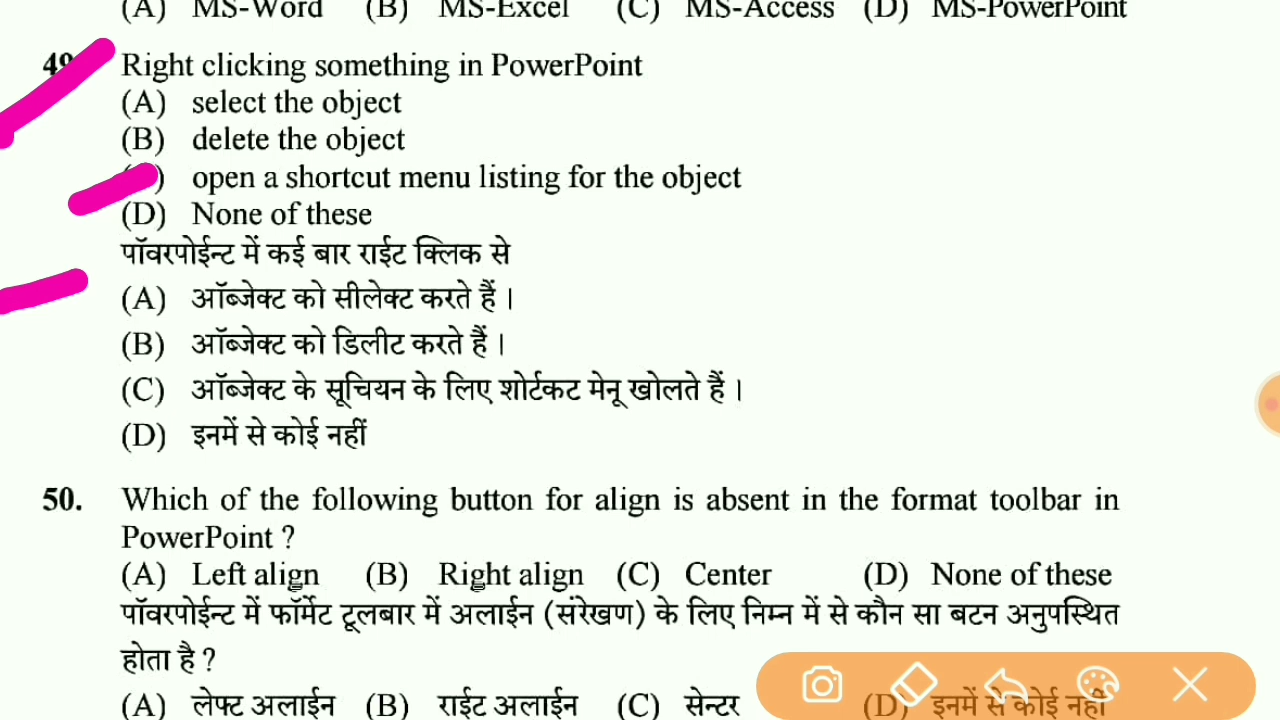 (A) MS-Word (B) MS-Excel (C) MS-Access (D) MS-PowerPoint
49. Right clicking something in PowerPoint
(A) select the object
(B) delete the object
) open a shortcut menu listing for the object
(D) None of these
पॉवरपोईन्ट में कई बार राईट क्लिक से
(A) ऑब्जेक्ट को सीलेक्ट करते हैं ।
(B) ऑब्जेक्ट को डिलीट करते हैं ।
(C) ऑब्जेक्ट के सूचियन के लिए शोर्टकट मेनू खोलते हैं ।
(D) इनमें से कोई नहीं
50. Which of the following button for align is absent in the format toolbar in
PowerPoint ?
(A) Left align (B) Right align (C) Center (D) None of these
पॉवरपोईन्ट में फॉर्मेट टूलबार में अलाईन (संरेखण) के लिए निम्न में से कौन सा बटन अनुपस्थित
होता है ?
(A) लेफ्ट अलाईन (B) राईट अलाईन (C) सेन्टर (D) इनमें से कोई नहीं